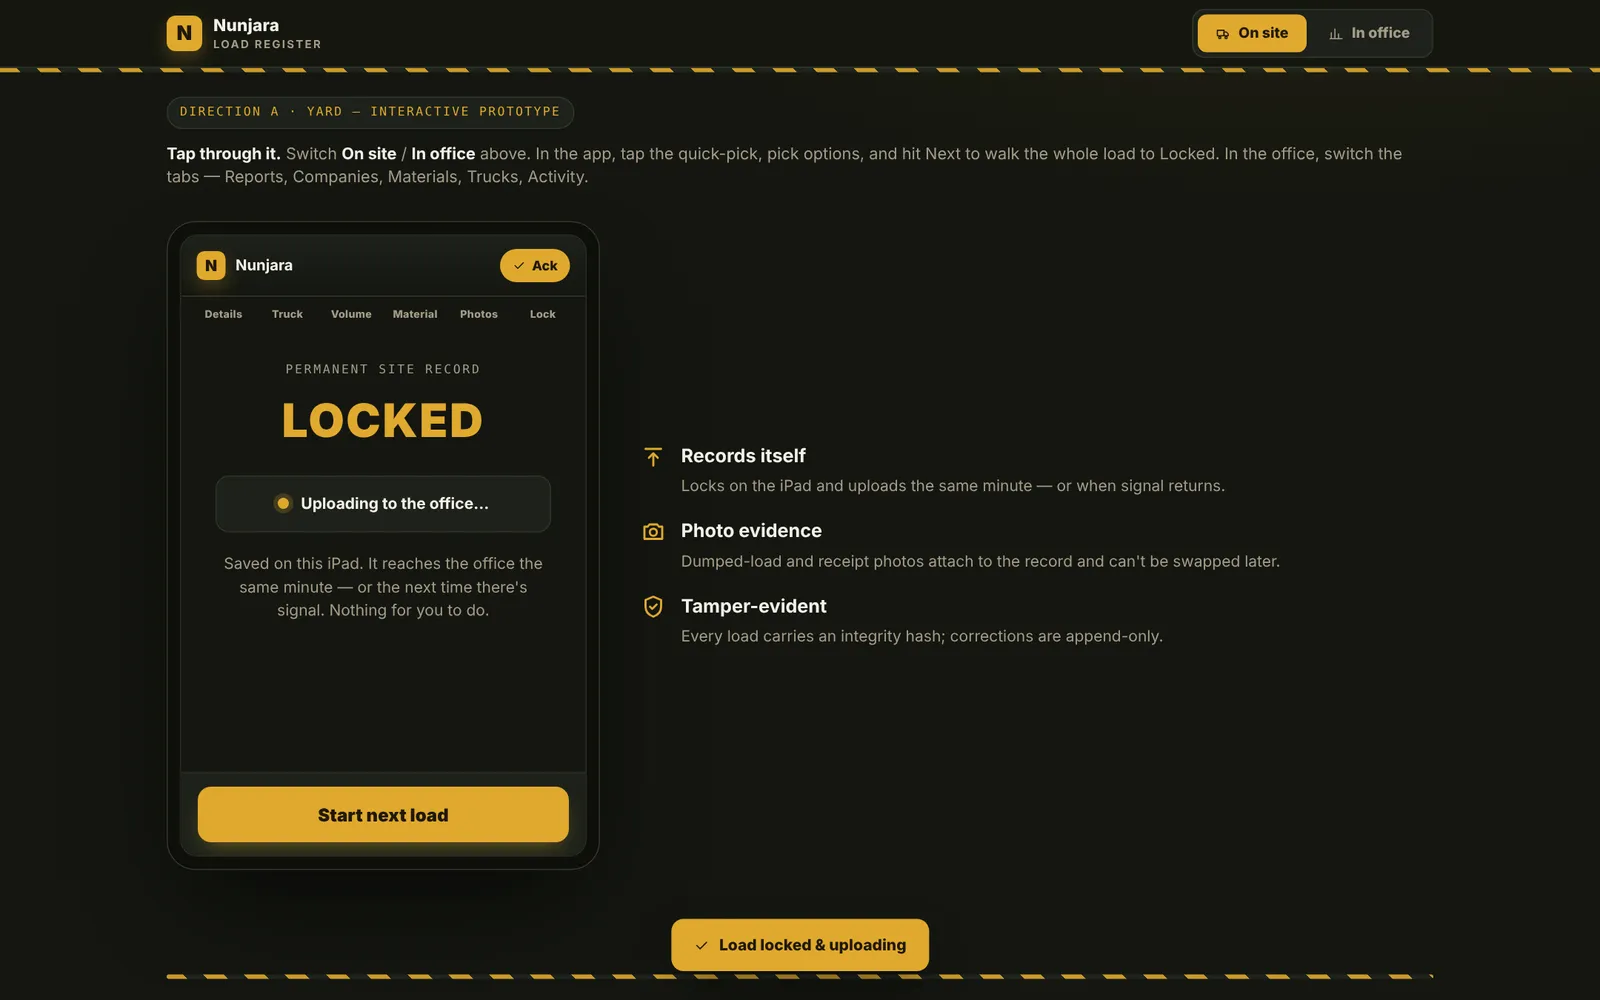 N
Nunjara
LOAD REGISTER
On site
In office
DIRECTION A · YARD — INTERACTIVE PROTOTYPE
Tap through it. Switch On site / In office above. In the app, tap the quick-pick, pick options, and hit Next to walk the whole load to Locked. In the office, switch the
tabs — Reports, Companies, Materials, Trucks, Activity.
N
Nunjara
Ack
Details Truck Volume Material Photos Lock
PERMANENT SITE RECORD
LOCKED
Uploading to the office...
Saved on this iPad. It reaches the office the
same minute — or the next time there's
signal. Nothing for you to do.
Start next load
Records itself
Locks on the iPad and uploads the same minute — or when signal returns.
Photo evidence
Dumped-load and receipt photos attach to the record and can't be swapped later.
Tamper-evident
Every load carries an integrity hash; corrections are append-only.
Load locked & uploading